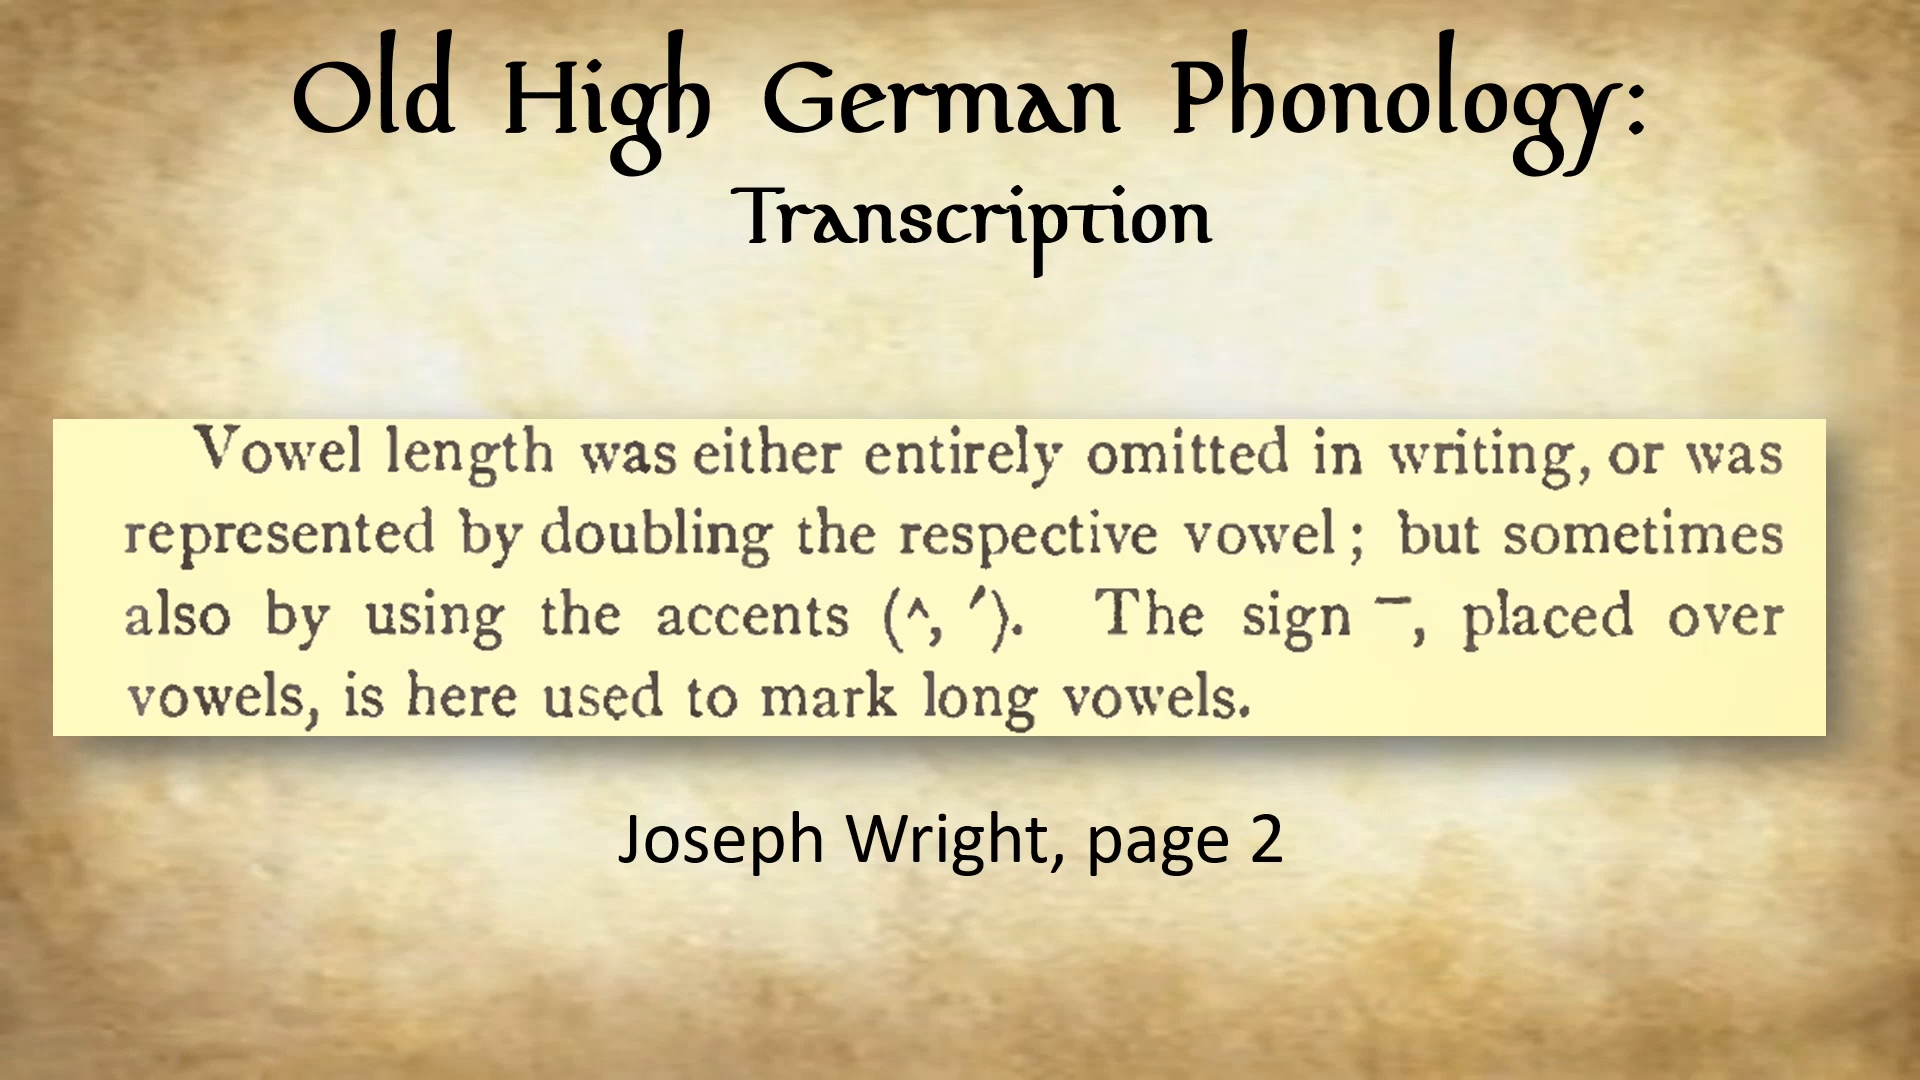 Old High German Phonology:
Transcription
Vowel length was either entirely omitted in writing, or was
represented by doubling the respective vowel; but sometimes
also by using the accents (^, ´). The sign ¯, placed over
vowels, is here used to mark long vowels.
Joseph Wright, page 2